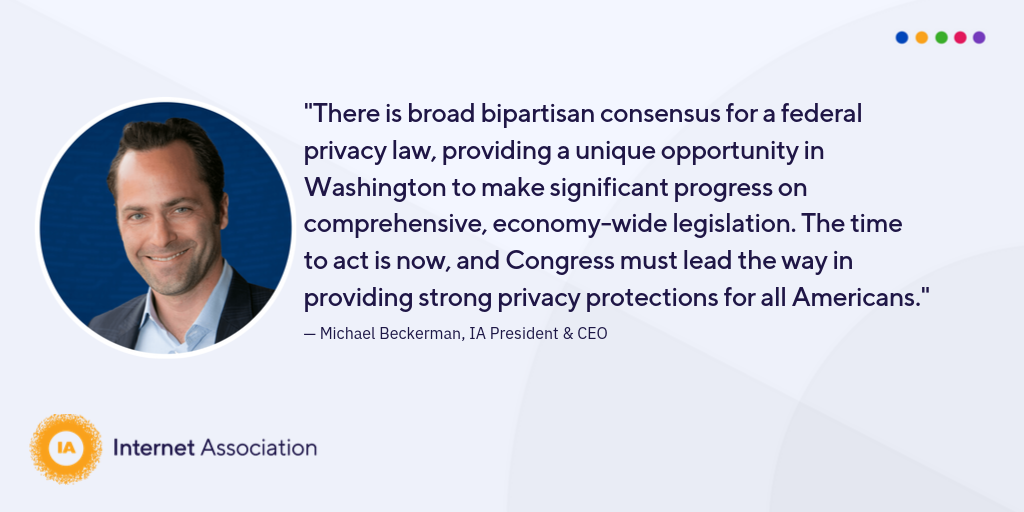 "There is broad bipartisan consensus for a federal
privacy law, providing a unique opportunity in
Washington to make significant progress on
comprehensive, economy-wide legislation. The time
to act is now, and Congress must lead the way in
providing strong privacy protections for all Americans."
— Michael Beckerman, IA President & CEO
IA Internet Association